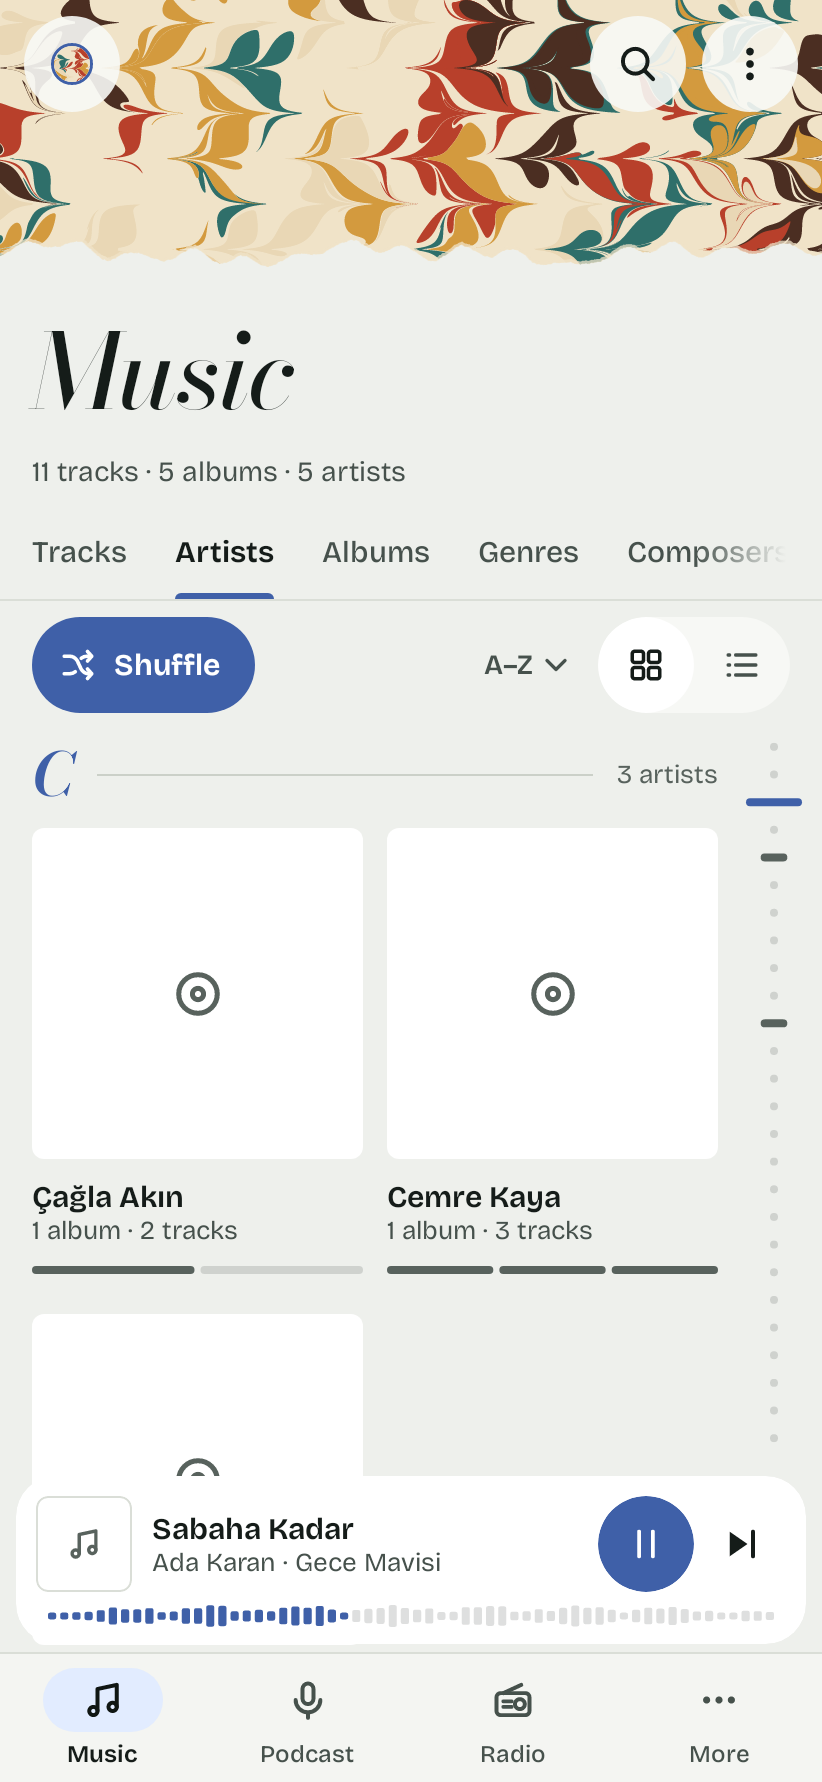 Music
11 tracks · 5 albums · 5 artists
Tracks
Artists
Albums
Genres
Composers
Shuffle
A–Z
C
3 artists
Çağla Akın
1 album · 2 tracks
Cemre Kaya
1 album · 3 tracks
Sabaha Kadar
Ada Karan · Gece Mavisi
Music
Podcast
Radio
More